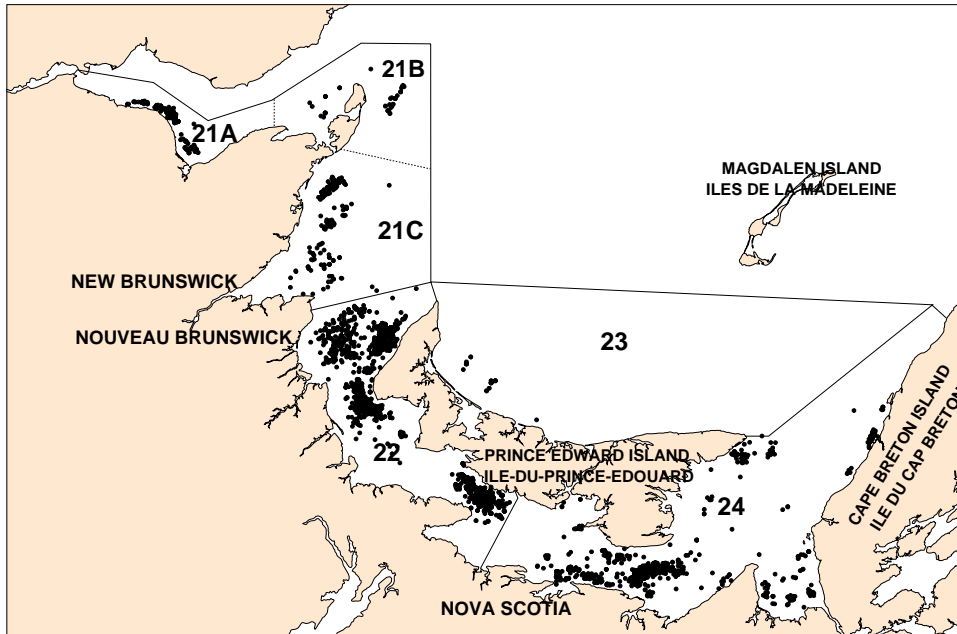 21B
21A
MAGDALEN ISLAND
ILES DE LA MADELEINE
21C
NEW BRUNSWICK
NOUVEAU BRUNSWICK
23
CAPE BRETON ISLAND
ILE DU CAP BRETON
22
PRINCE EDWARD ISLAND
ILE-DU-PRINCE-EDOUARD
24
NOVA SCOTIA